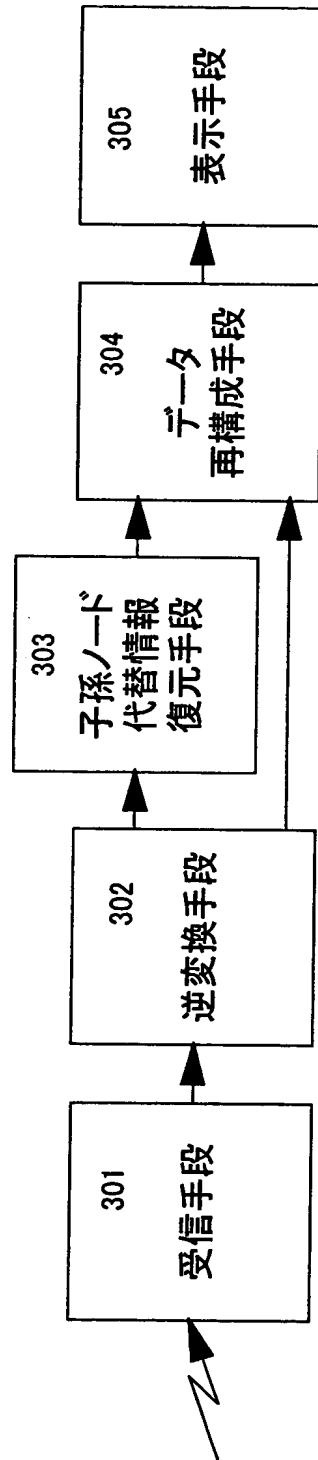 301
受信手段
302
逆変換手段
303
子孫ノード
代替情報
復元手段
304
データ
再構成手段
305
表示手段